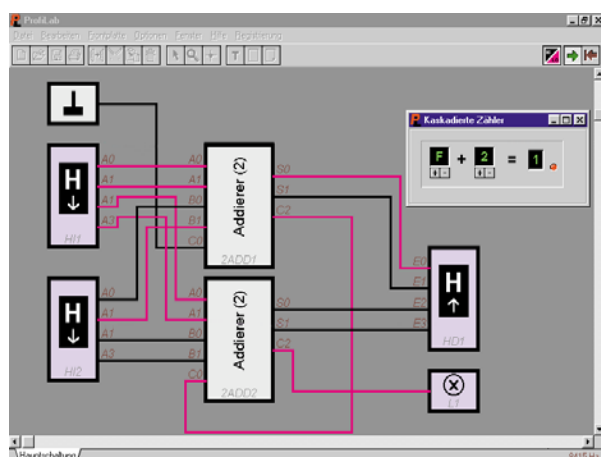 ProfiLab
Datei Bearbeiten Frontplatte Optionen Fenster Hilfe Registrierung
T
Kaskadierte Zähler
F + 2 = 1
+ - + -
H
HI1
A0
A1
A1
A3
A0
A1
B0
B1
C0
Addierer (2)
2ADD1
S0
S1
C2
H
HI2
A0
A1
A1
A3
A0
A1
B0
B1
C0
Addierer (2)
2ADD2
S0
S1
C2
E0
E1
E2
E3
H
HD1
L1
Hauptschaltung
8415 Hz